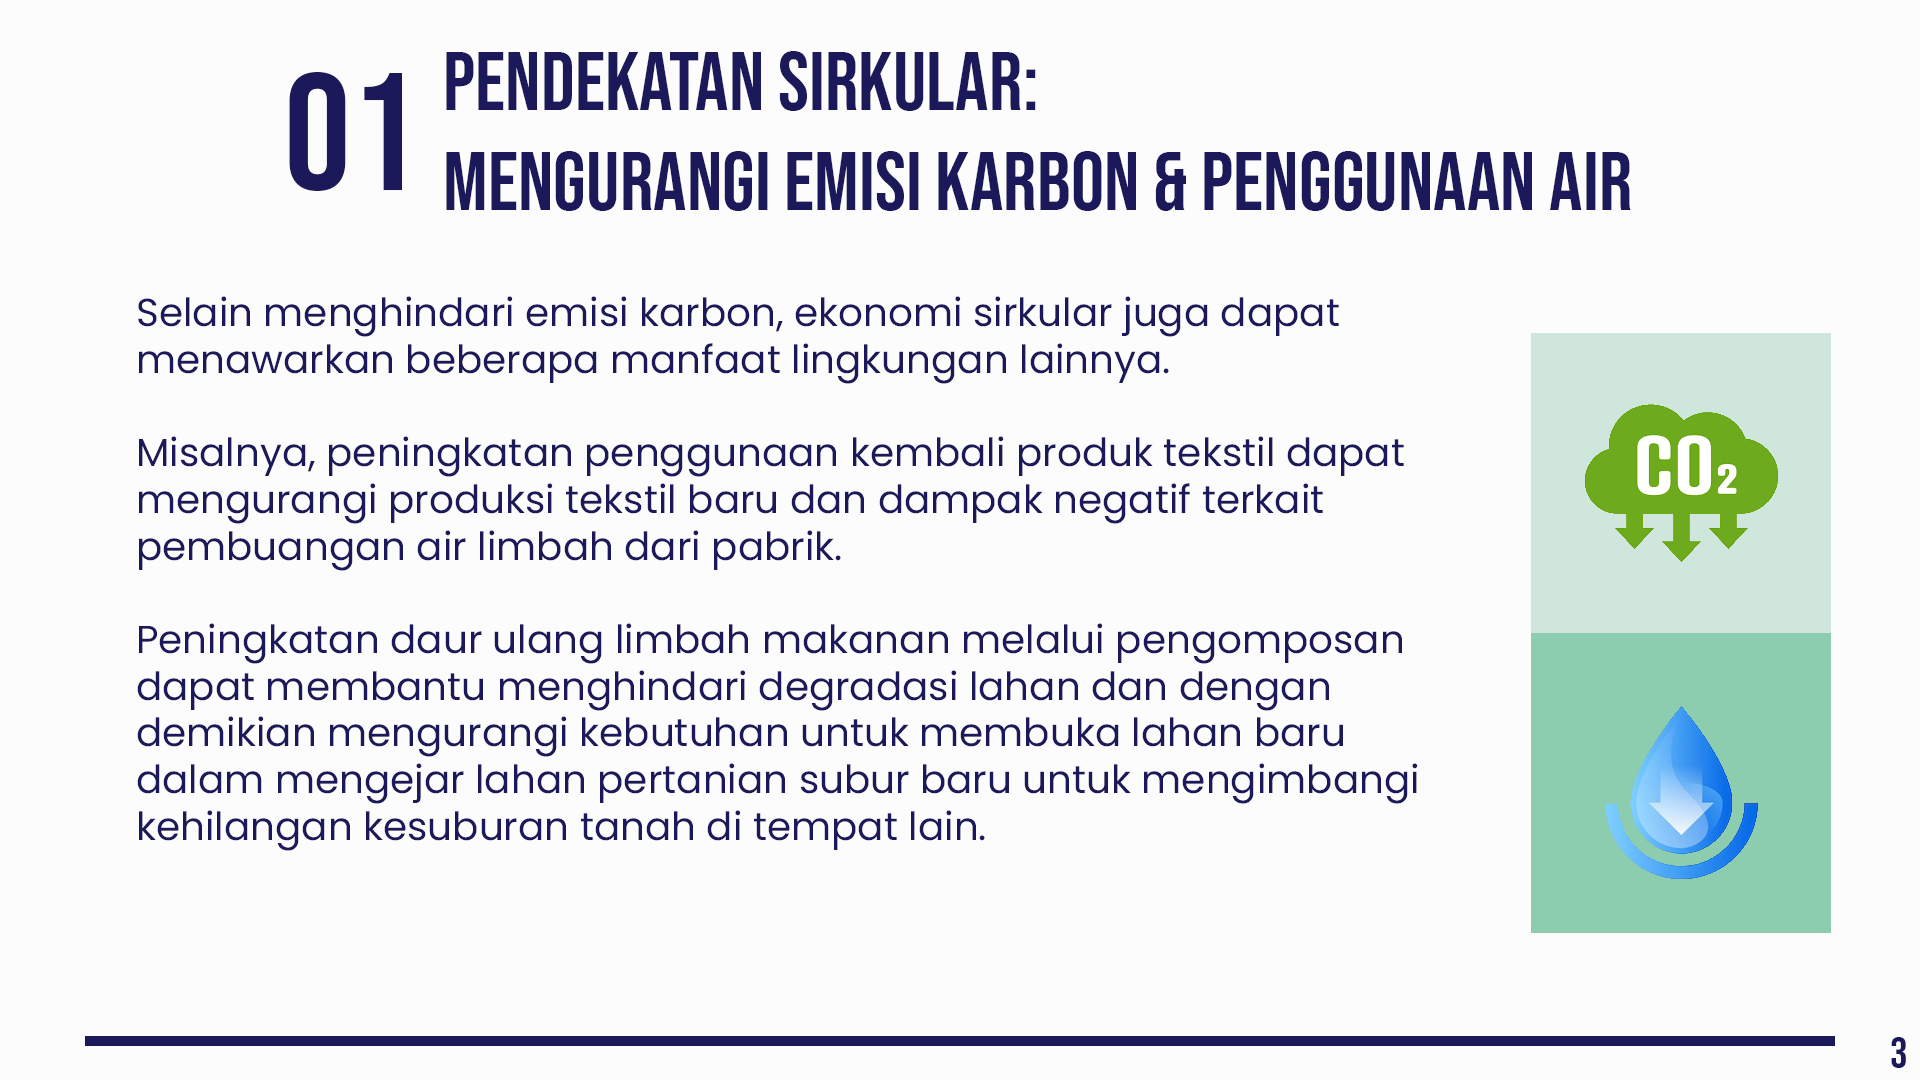 01
PENDEKATAN SIRKULAR:
MENGURANGI EMISI KARBON & PENGGUNAAN AIR
Selain menghindari emisi karbon, ekonomi sirkular juga dapat
menawarkan beberapa manfaat lingkungan lainnya.
Misalnya, peningkatan penggunaan kembali produk tekstil dapat
mengurangi produksi tekstil baru dan dampak negatif terkait
pembuangan air limbah dari pabrik.
Peningkatan daur ulang limbah makanan melalui pengomposan
dapat membantu menghindari degradasi lahan dan dengan
demikian mengurangi kebutuhan untuk membuka lahan baru
dalam mengejar lahan pertanian subur baru untuk mengimbangi
kehilangan kesuburan tanah di tempat lain.
CO₂
3